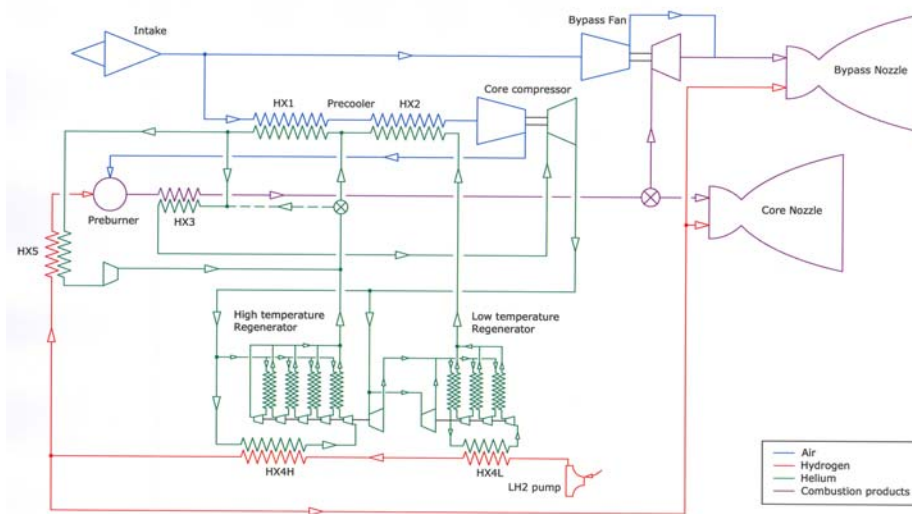 Intake
Bypass Fan
Bypass Nozzle
HX1
Precooler
HX2
Core compressor
Preburner
HX3
Core Nozzle
HX5
High temperature
Regenerator
Low temperature
Regenerator
HX4H
HX4L
LH2 pump
Air
Hydrogen
Helium
Combustion products